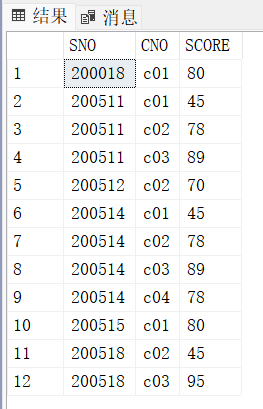 结果 消息
SNO CNO SCORE
1 200018 c01 80
2 200511 c01 45
3 200511 c02 78
4 200511 c03 89
5 200512 c02 70
6 200514 c01 45
7 200514 c02 78
8 200514 c03 89
9 200514 c04 78
10 200515 c01 80
11 200518 c02 45
12 200518 c03 95